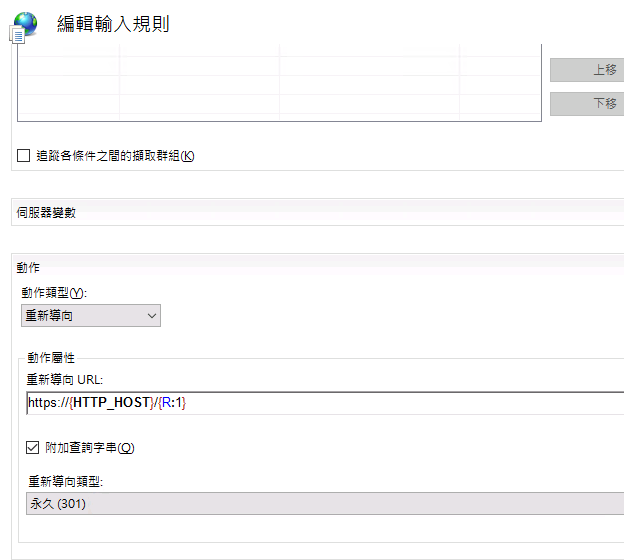 編輯輸入規則
上移
下移
追蹤各條件之間的擷取群組(K)
伺服器變數
動作
動作類型(Y):
重新導向
動作屬性
重新導向 URL:
https://{HTTP_HOST}/{R:1}
附加查詢字串(Q)
重新導向類型:
永久 (301)